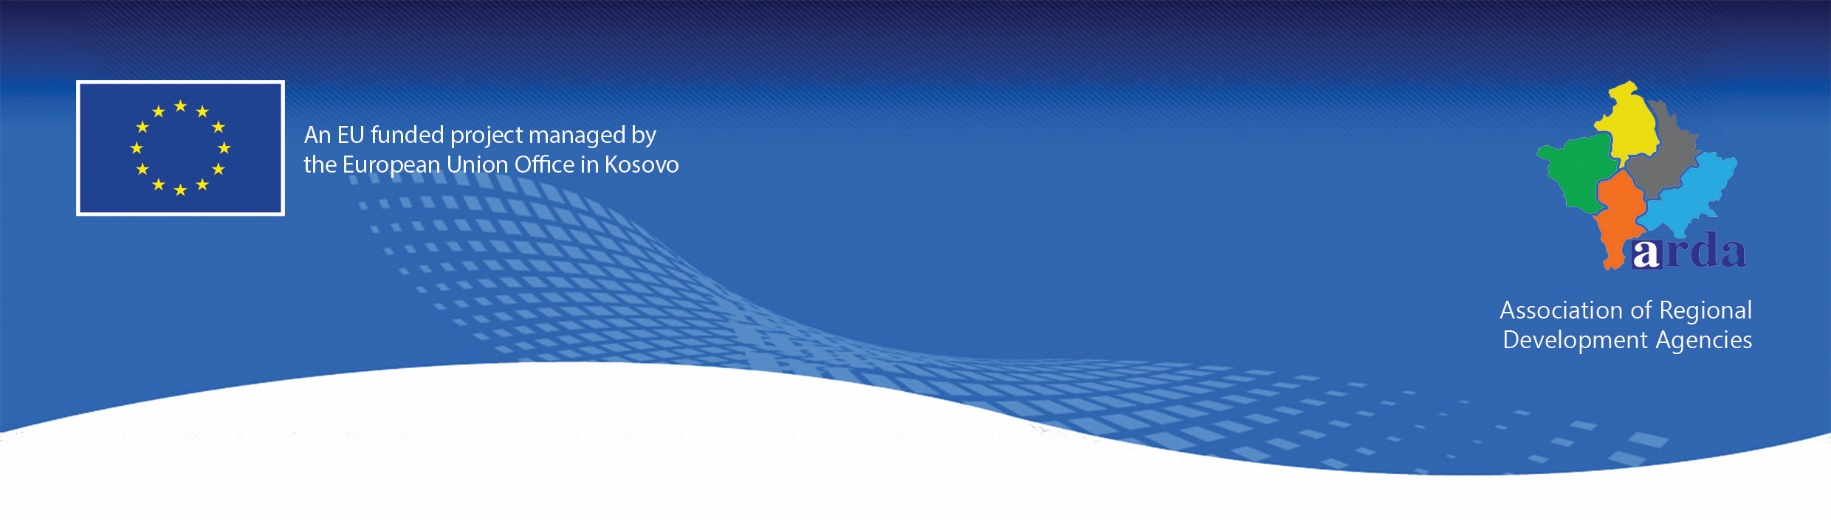 An EU funded project managed by
the European Union Office in Kosovo
arda
Association of Regional
Development Agencies